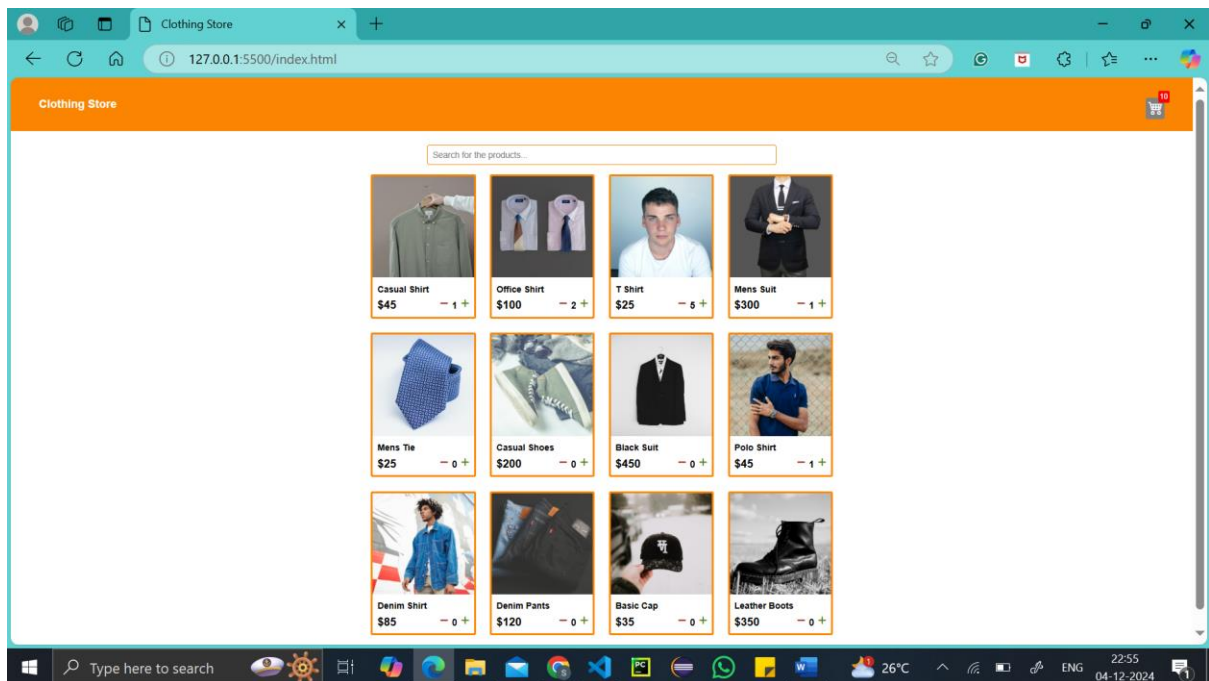 Clothing Store
127.0.0.1:5500/index.html
Clothing Store
10
Search for the products...
Casual Shirt
$45 − 1 +
Office Shirt
$100 − 2 +
T Shirt
$25 − 5 +
Mens Suit
$300 − 1 +
Mens Tie
$25 − 0 +
Casual Shoes
$200 − 0 +
Black Suit
$450 − 0 +
Polo Shirt
$45 − 1 +
Denim Shirt
$85 − 0 +
Denim Pants
$120 − 0 +
Basic Cap
$35 − 0 +
Leather Boots
$350 − 0 +
Type here to search
26°C
ENG
22:55
04-12-2024
1